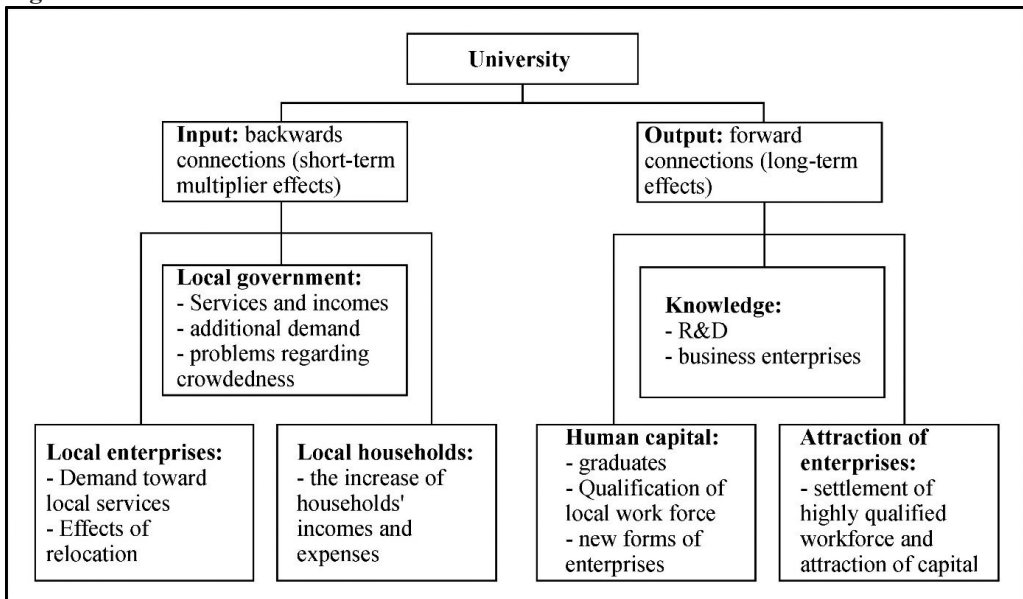 University
Input: backwards
connections (short-term
multiplier effects)
Output: forward
connections (long-term
effects)
Local government:
- Services and incomes
- additional demand
- problems regarding
crowdedness
Knowledge:
- R&D
- business enterprises
Local enterprises:
- Demand toward
local services
- Effects of
relocation
Local households:
- the increase of
households'
incomes and
expenses
Human capital:
- graduates
- Qualification of
local work force
- new forms of
enterprises
Attraction of
enterprises:
- settlement of
highly qualified
workforce and
attraction of capital